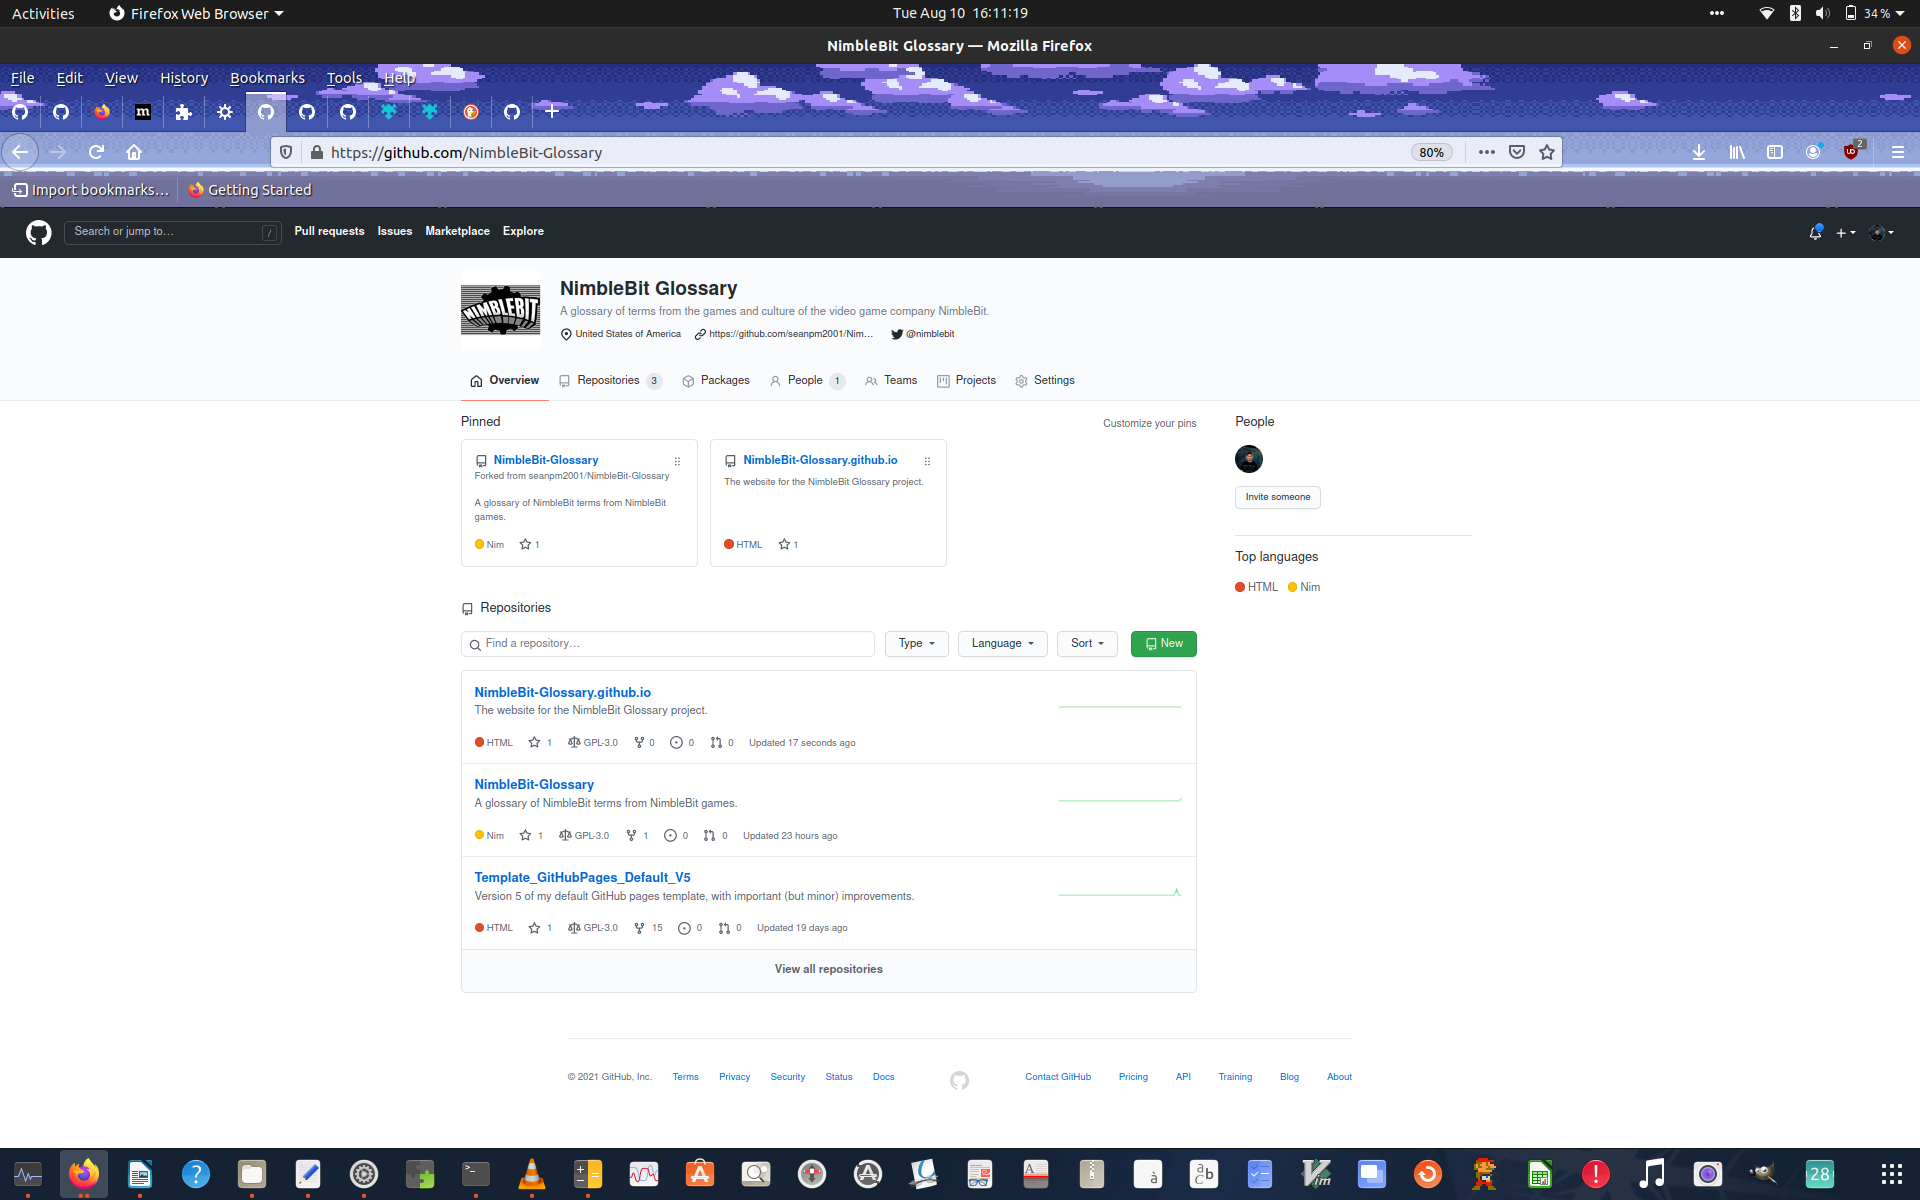 Activities Firefox Web Browser Tue Aug 10 16:11:19 34%
NimbleBit Glossary — Mozilla Firefox
File Edit View History Bookmarks Tools Help
m
https://github.com/NimbleBit-Glossary 80% 2
Import bookmarks… Getting Started
Search or jump to… / Pull requests Issues Marketplace Explore
NIMBLEBIT
NimbleBit Glossary
A glossary of terms from the games and culture of the video game company NimbleBit.
United States of America https://github.com/seanpm2001/Nim… @nimblebit
Overview Repositories 3 Packages People 1 Teams Projects Settings
Pinned Customize your pins
NimbleBit-Glossary
Forked from seanpm2001/NimbleBit-Glossary
A glossary of NimbleBit terms from NimbleBit
games.
Nim 1
NimbleBit-Glossary.github.io
The website for the NimbleBit Glossary project.
HTML 1
People
Invite someone
Top languages
HTML Nim
Repositories
Find a repository… Type Language Sort New
NimbleBit-Glossary.github.io
The website for the NimbleBit Glossary project.
HTML 1 GPL-3.0 0 0 0 Updated 17 seconds ago
NimbleBit-Glossary
A glossary of NimbleBit terms from NimbleBit games.
Nim 1 GPL-3.0 1 0 0 Updated 23 hours ago
Template_GitHubPages_Default_V5
Version 5 of my default GitHub pages template, with important (but minor) improvements.
HTML 1 GPL-3.0 15 0 0 Updated 19 days ago
View all repositories
© 2021 GitHub, Inc. Terms Privacy Security Status Docs Contact GitHub Pricing API Training Blog About
28